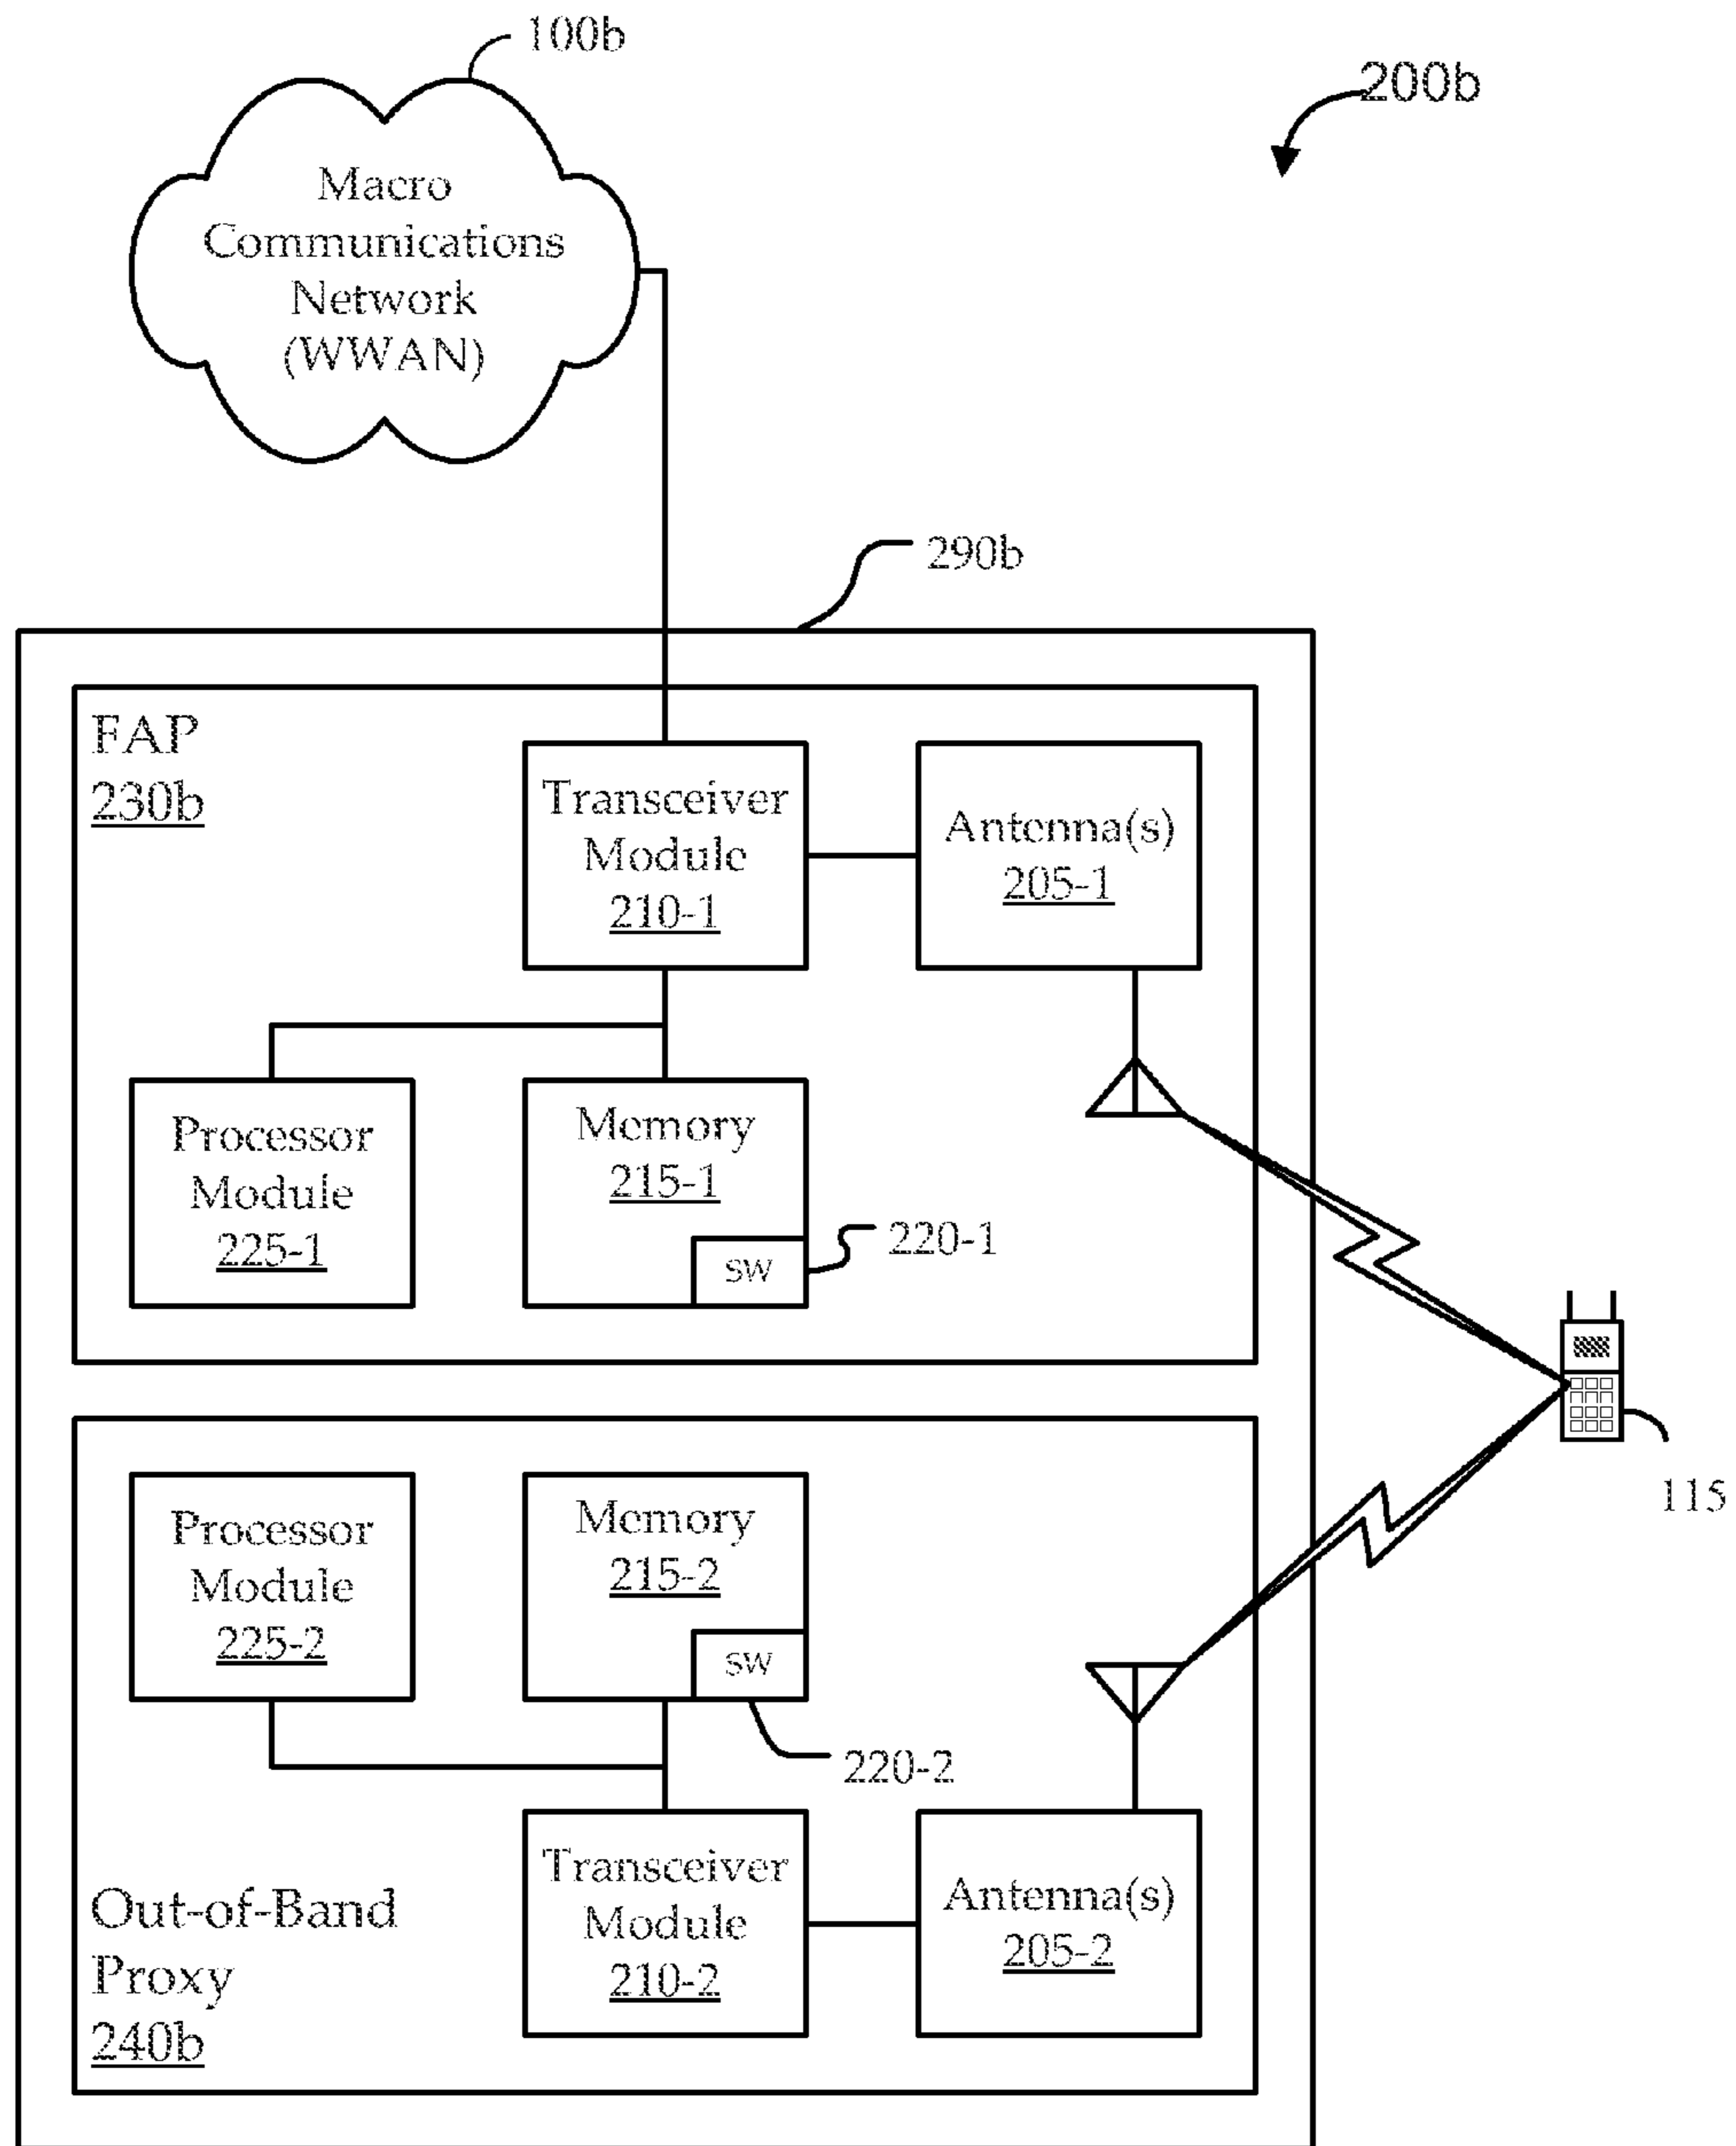 100b
200b
Macro
Communications
Network
(WWAN)
290b
FAP
230b
Transceiver
Module
210-1
Antenna(s)
205-1
Processor
Module
225-1
Memory
215-1
SW
220-1
115
Processor
Module
225-2
Memory
215-2
SW
220-2
Out-of-Band
Proxy
240b
Transceiver
Module
210-2
Antenna(s)
205-2